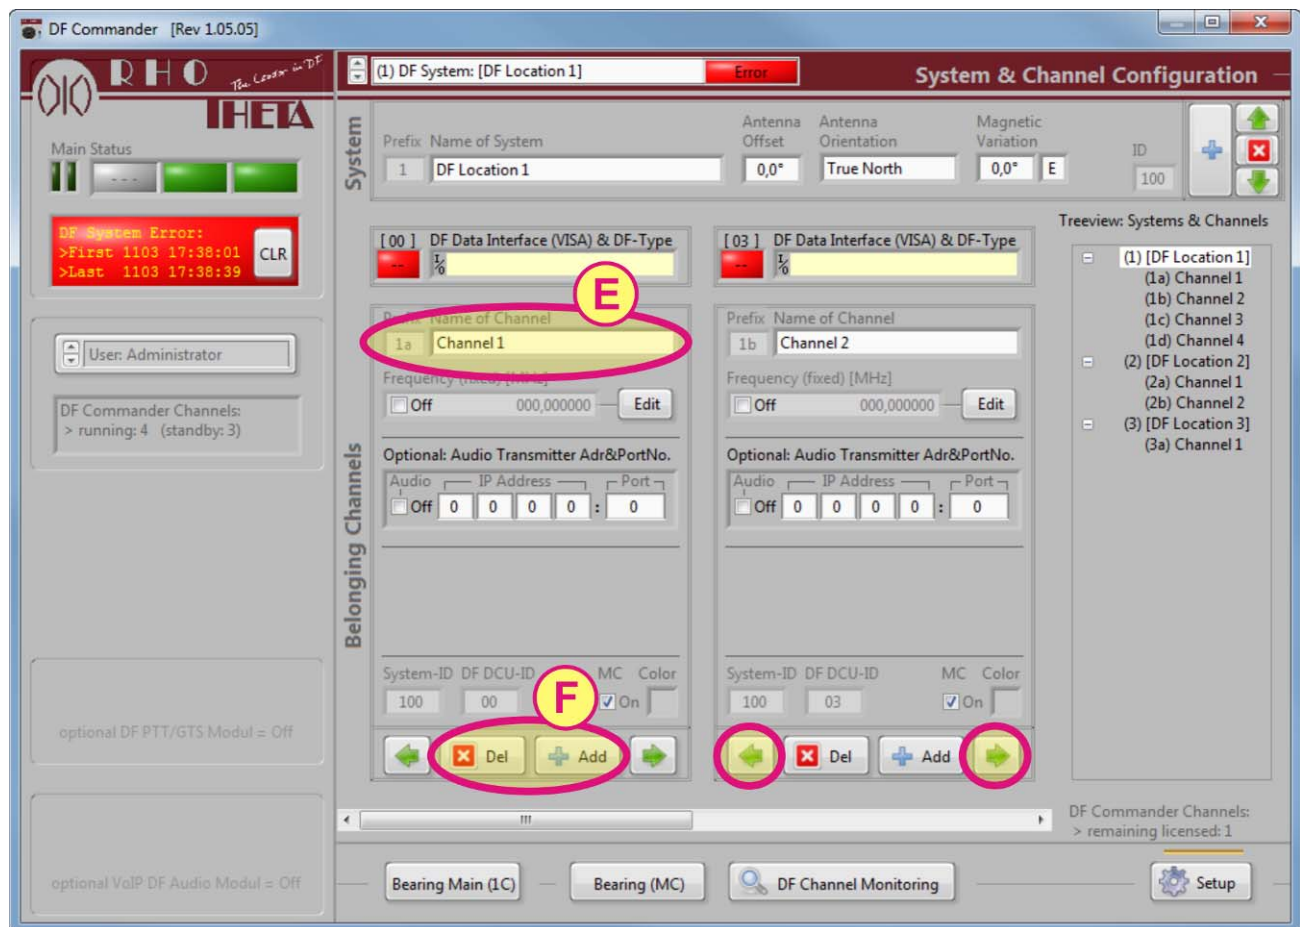 DF Commander [Rev 1.05.05]
RHO The Leader in DF
THETA
(1) DF System: [DF Location 1] Error System & Channel Configuration
Main Status
- - -
DF System Error:
>First 1103 17:38:01
>Last 1103 17:38:39
CLR
User: Administrator
DF Commander Channels:
> running: 4 (standby: 3)
optional DF PTT/GTS Modul = Off
optional VoIP DF Audio Modul = Off
System
Prefix Name of System Antenna Offset Antenna Orientation Magnetic Variation ID
1 DF Location 1 0,0° True North 0,0° E 100
Belonging Channels
[ 00 ] DF Data Interface (VISA) & DF-Type
-- I/O
E
Prefix Name of Channel
1a Channel 1
Frequency (fixed) [MHz]
Off 000,000000 Edit
Optional: Audio Transmitter Adr&PortNo.
Audio IP Address Port
Off 0 0 0 0 : 0
System-ID DF DCU-ID MC Color
100 00 On
F
Del Add
[ 03 ] DF Data Interface (VISA) & DF-Type
-- I/O
Prefix Name of Channel
1b Channel 2
Frequency (fixed) [MHz]
Off 000,000000 Edit
Optional: Audio Transmitter Adr&PortNo.
Audio IP Address Port
Off 0 0 0 0 : 0
System-ID DF DCU-ID MC Color
100 03 On
Del Add
Treeview: Systems & Channels
(1) [DF Location 1]
(1a) Channel 1
(1b) Channel 2
(1c) Channel 3
(1d) Channel 4
(2) [DF Location 2]
(2a) Channel 1
(2b) Channel 2
(3) [DF Location 3]
(3a) Channel 1
DF Commander Channels:
> remaining licensed: 1
Bearing Main (1C) Bearing (MC) DF Channel Monitoring Setup